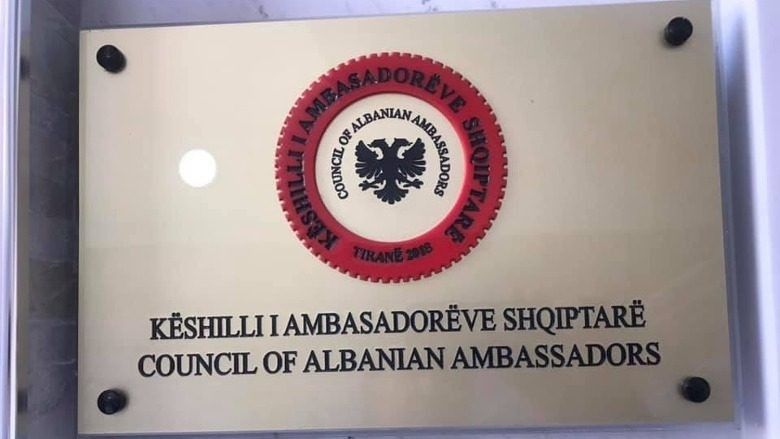 KËSHILLI I AMBASADORËVE SHQIPTARË
COUNCIL OF ALBANIAN AMBASSADORS
TIRANË 2018
KËSHILLI I AMBASADORËVE SHQIPTARË
COUNCIL OF ALBANIAN AMBASSADORS